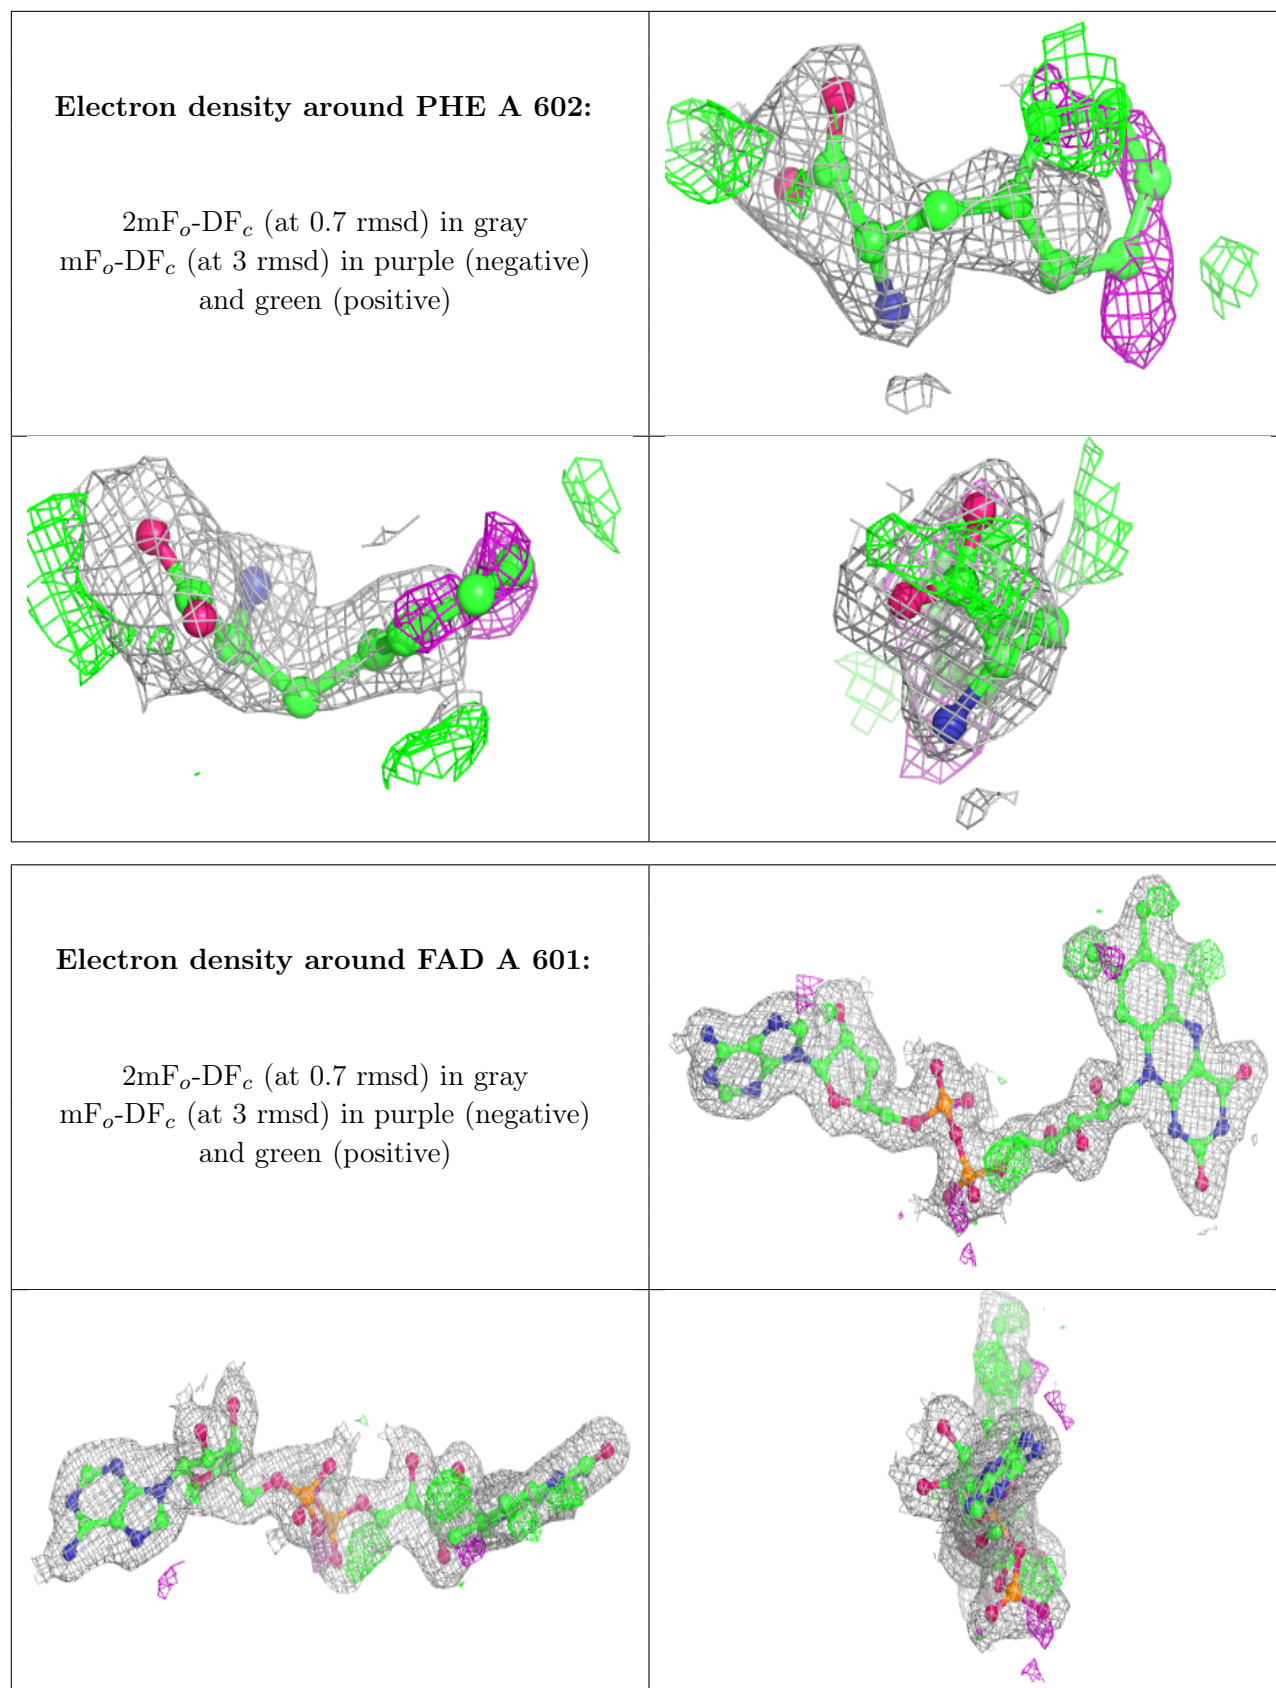 Electron density around PHE A 602:
2mFo-DFc (at 0.7 rmsd) in gray
mFo-DFc (at 3 rmsd) in purple (negative)
and green (positive)
Electron density around FAD A 601:
2mFo-DFc (at 0.7 rmsd) in gray
mFo-DFc (at 3 rmsd) in purple (negative)
and green (positive)